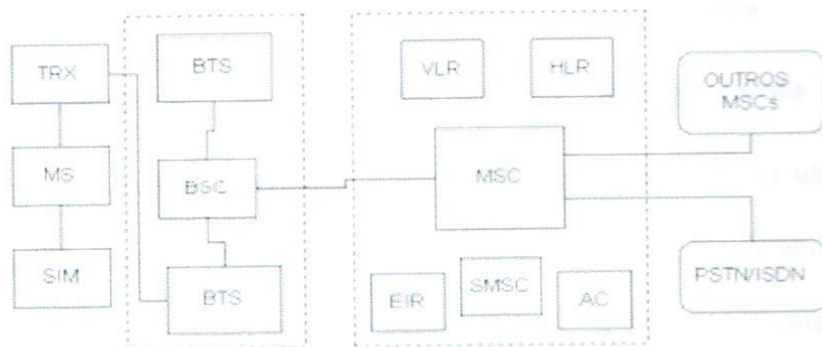 TRX
BTS
VLR
HLR
OUTROS
MSCs
MS
BSC
MSC
SIM
BTS
EIR
SMSC
AC
PSTN/ISDN